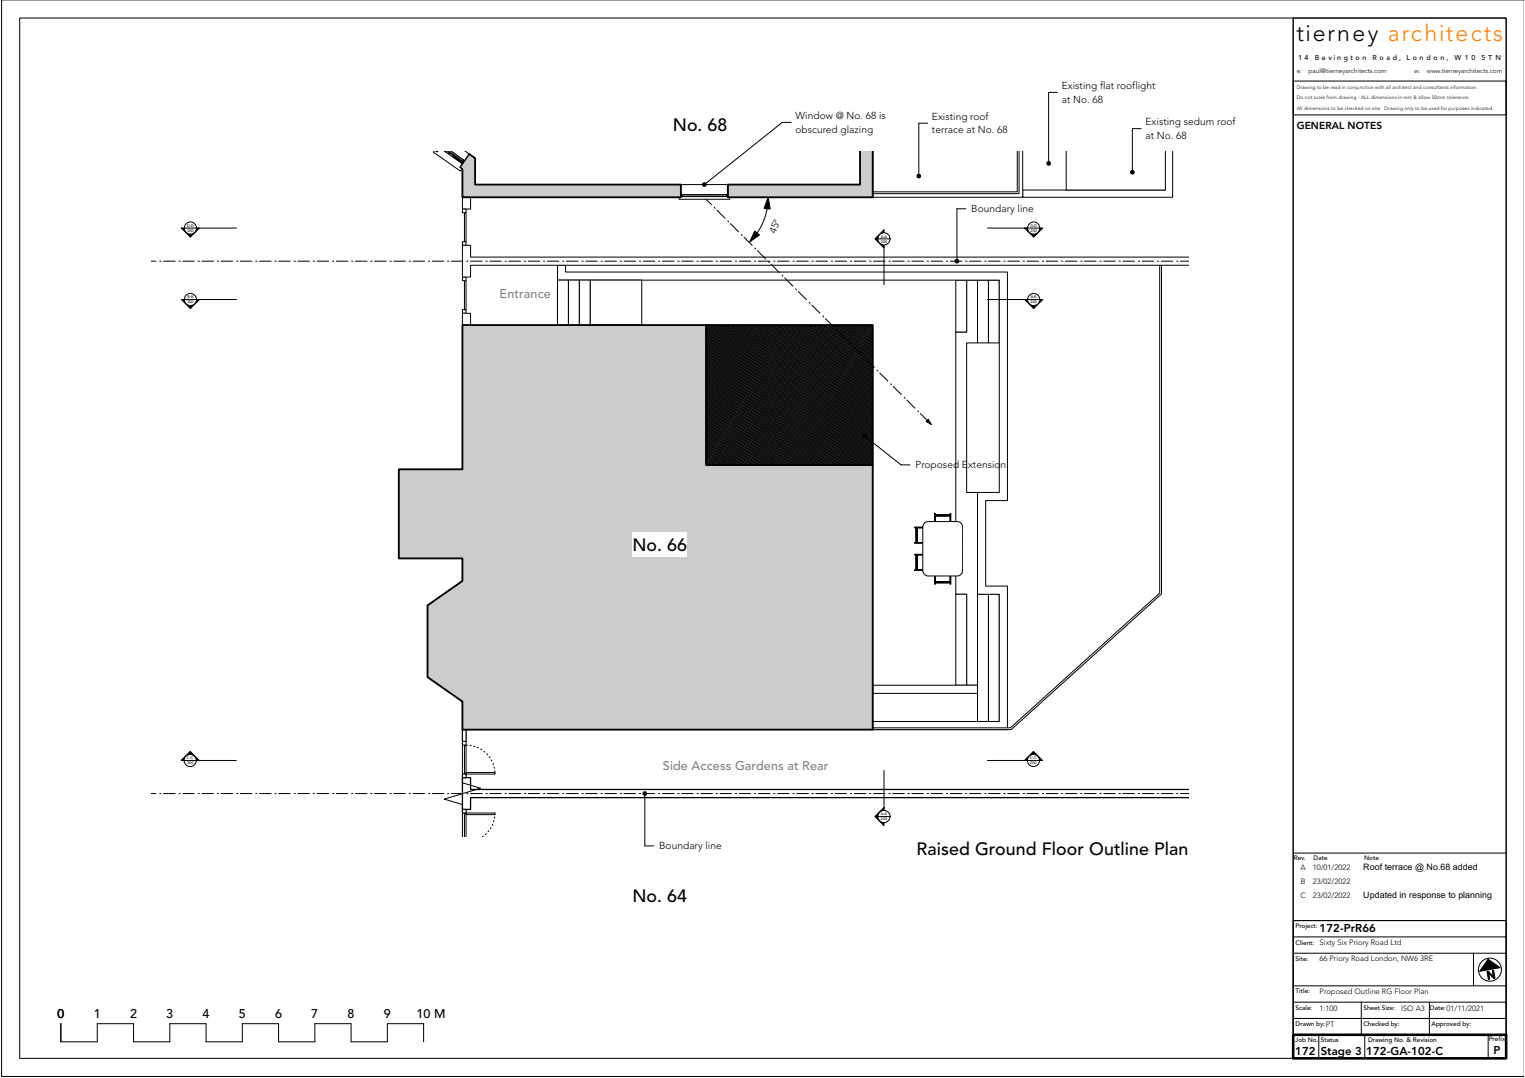 tierney architects
14 Bevington Road, London, W10 5TN
e: paul@tierneyarchitects.com w: www.tierneyarchitects.com
Drawing to be read in conjunction with all architect and consultants information.
Do not scale from drawing - ALL dimensions in mm & allow 50mm tolerance.
All dimensions to be checked on site. Drawing only to be used for purposes indicated.
GENERAL NOTES
Existing flat rooflight
at No. 68
Window @ No. 68 is
obscured glazing
Existing roof
terrace at No. 68
Existing sedum roof
at No. 68
No. 68
Boundary line
45°
Entrance
Proposed Extension
No. 66
Side Access Gardens at Rear
Boundary line
Raised Ground Floor Outline Plan
No. 64
0 1 2 3 4 5 6 7 8 9 10 M
Rev. Date Note
A 10/01/2022 Roof terrace @ No.68 added
B 23/02/2022
C 23/02/2022 Updated in response to planning
Project: 172-PrR66
Client: Sixty Six Priory Road Ltd
Site: 66 Priory Road London, NW6 3RE
N
Title: Proposed Outline RG Floor Plan
Scale: 1:100 Sheet Size: ISO A3 Date: 01/11/2021
Drawn by: PT Checked by: Approved by:
Job No. Status Drawing No. & Revision Prefix
172 Stage 3 172-GA-102-C P